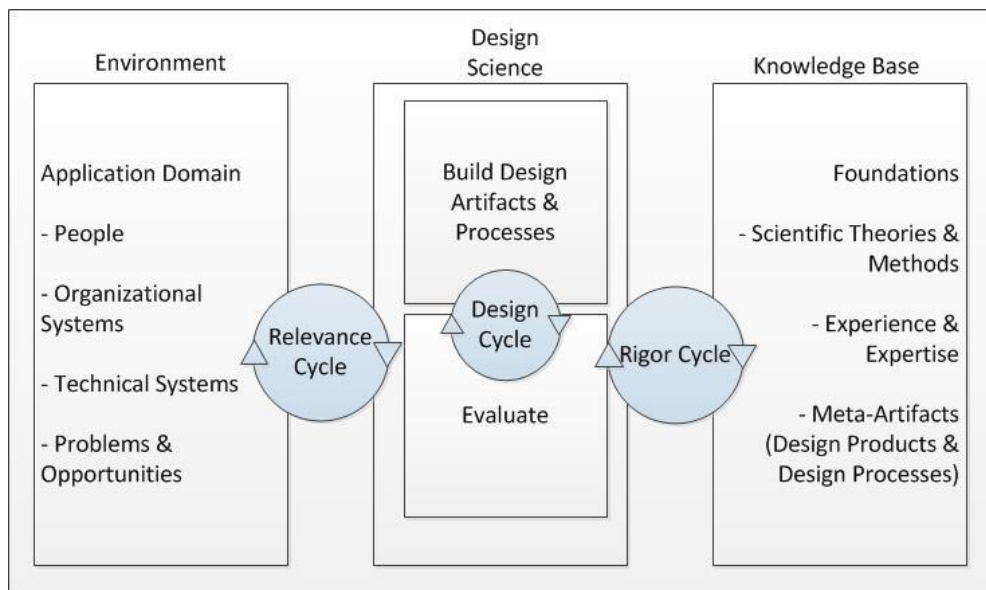 Environment
Application Domain
- People
- Organizational
Systems
- Technical Systems
- Problems &
Opportunities
Relevance
Cycle
Design
Science
Build Design
Artifacts &
Processes
Design
Cycle
Evaluate
Rigor Cycle
Knowledge Base
Foundations
- Scientific Theories &
Methods
- Experience &
Expertise
- Meta-Artifacts
(Design Products &
Design Processes)